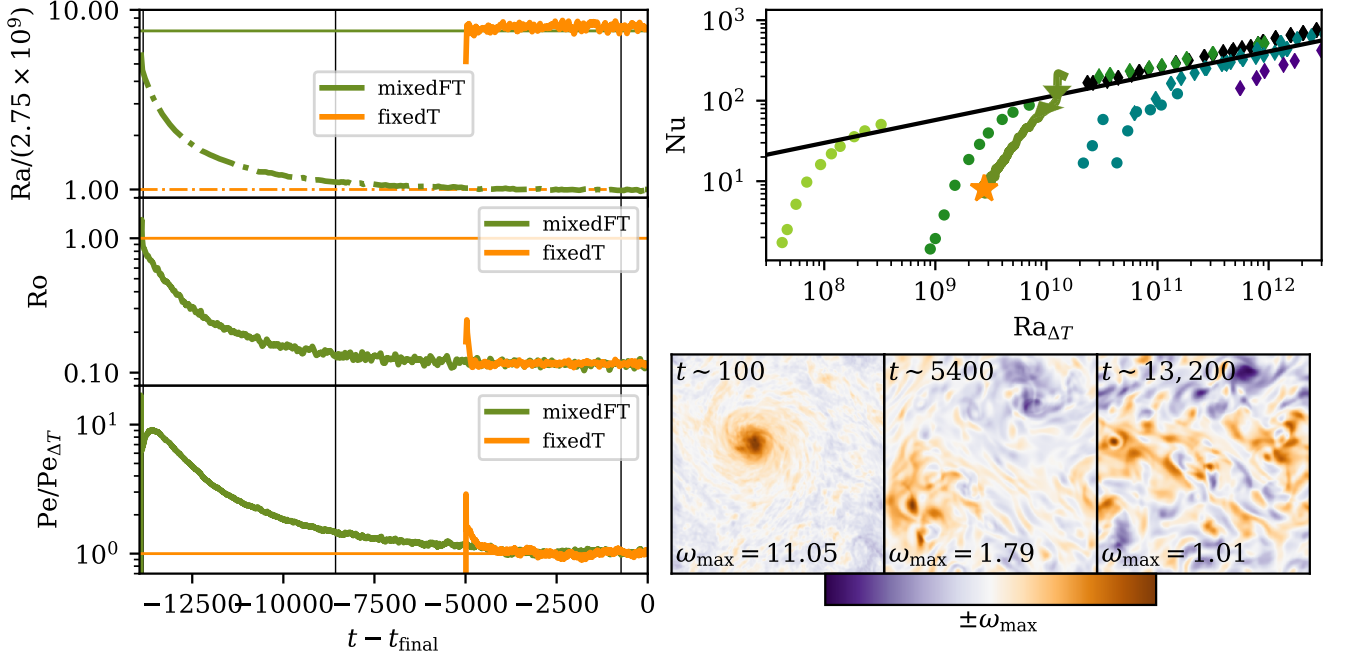 Ra/(2.75 × 10⁹)
10.00
1.00
mixedFT
fixedT
Ro
1.00
0.10
mixedFT
fixedT
Pe/Pe_ΔT
10¹
10⁰
mixedFT
fixedT
−12500 −10000 −7500 −5000 −2500 0
t − t_final
Nu
10³
10²
10¹
10⁸ 10⁹ 10¹⁰ 10¹¹ 10¹²
Ra_ΔT
t ~ 100 t ~ 5400 t ~ 13, 200
ω_max = 11.05 ω_max = 1.79 ω_max = 1.01
±ω_max